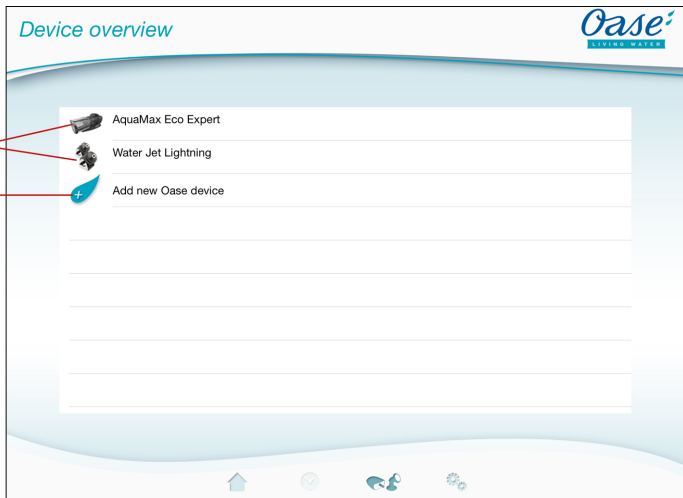 Device overview
Oase
LIVING WATER
AquaMax Eco Expert
Water Jet Lightning
Add new Oase device